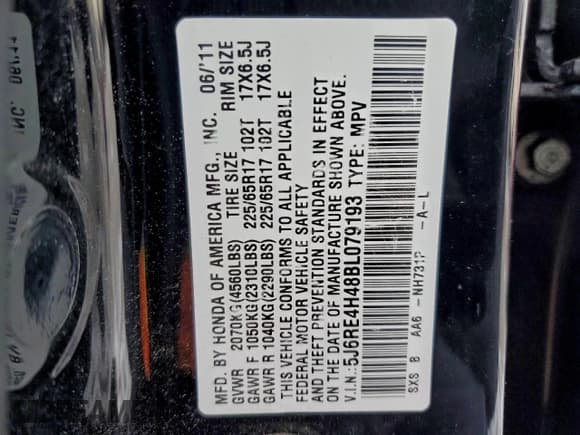 MFD. BY HONDA OF AMERICA MFG., INC. 06/'11
TIRE SIZE RIM SIZE
GVWR 2070KG(4560LBS)
GAWR F 1050KG(2310LBS) 225/65R17 102T 17X6.5J
GAWR R 1040KG(2290LBS) 225/65R17 102T 17X6.5J
THIS VEHICLE CONFORMS TO ALL APPLICABLE
FEDERAL MOTOR VEHICLE SAFETY
AND THEFT PREVENTION STANDARDS IN EFFECT
ON THE DATE OF MANUFACTURE SHOWN ABOVE.
V.I.N.:5J6RE4H48BL079193 TYPE: MPV
SXS B AA6 - NH731P -A-L